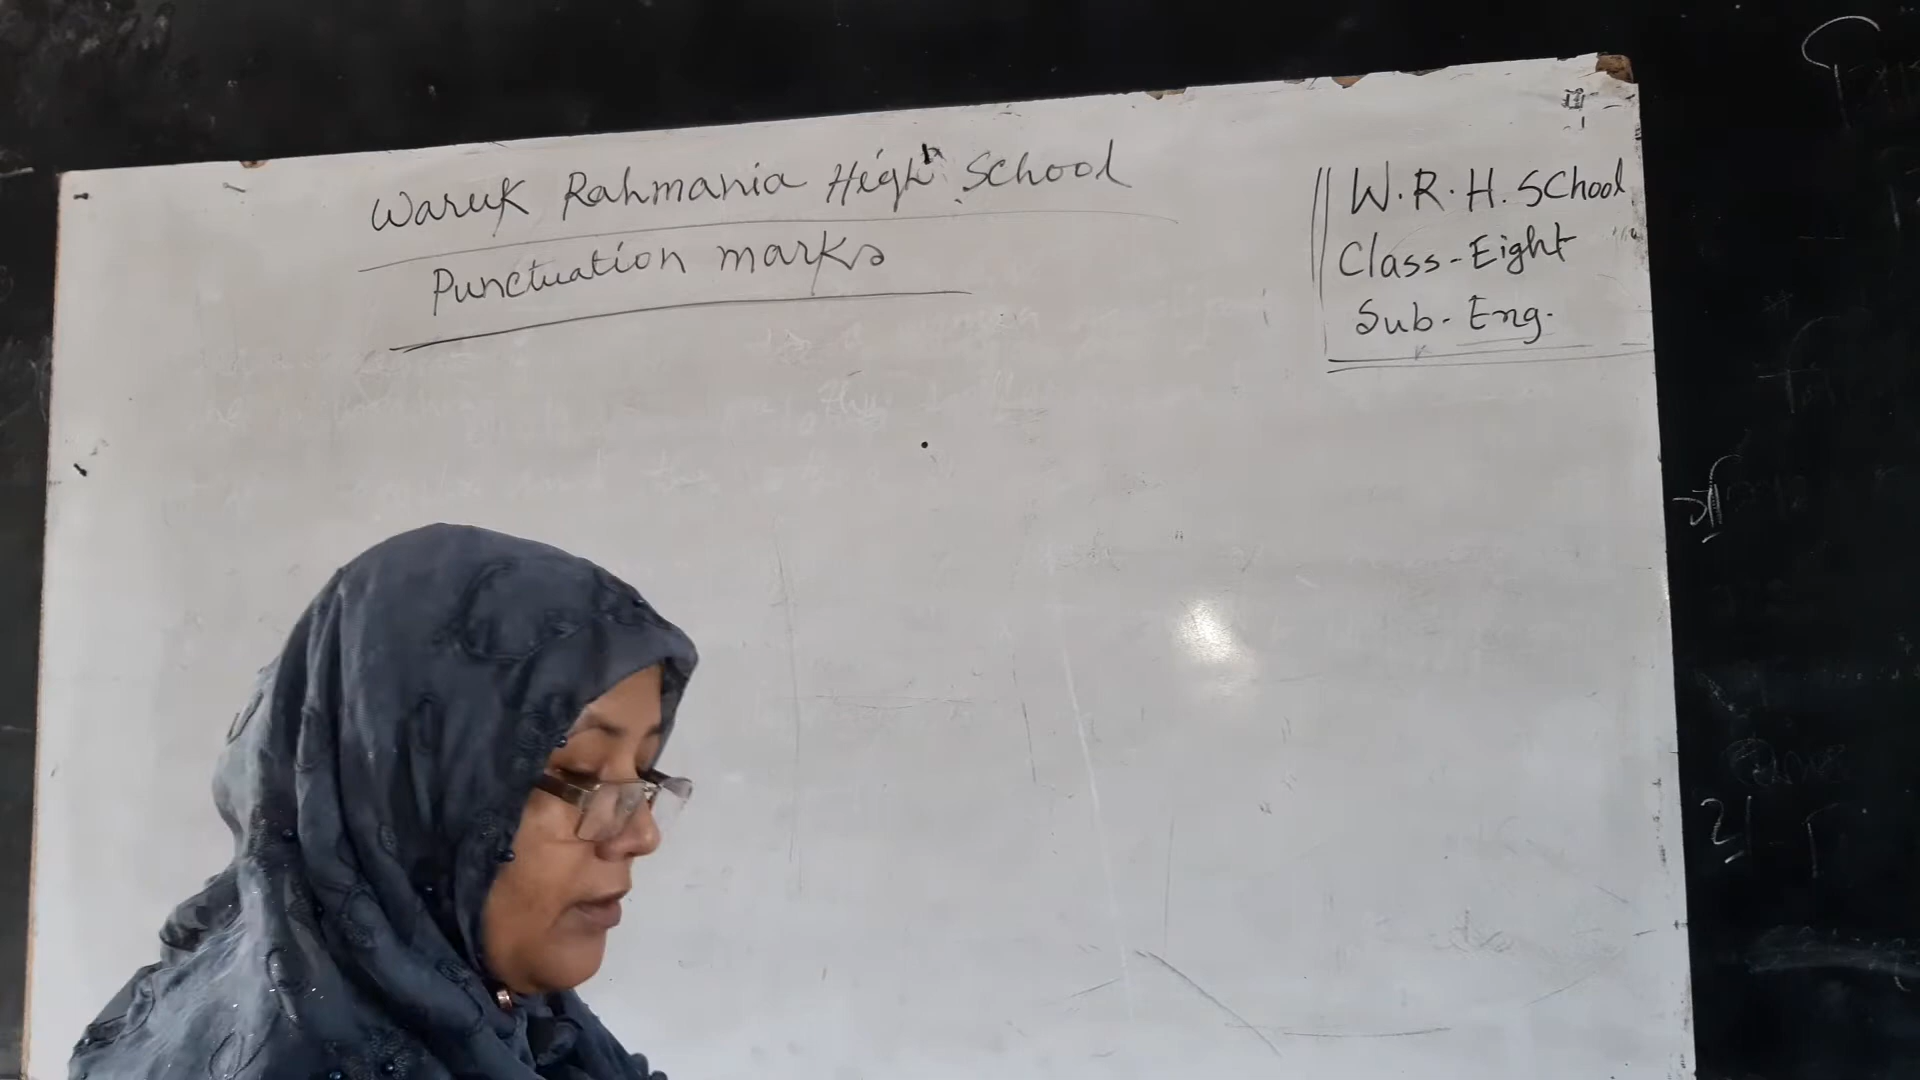 Waruk Rahmania High School
Punctuation marks
W.R.H. School
Class-Eight
Sub-Eng.